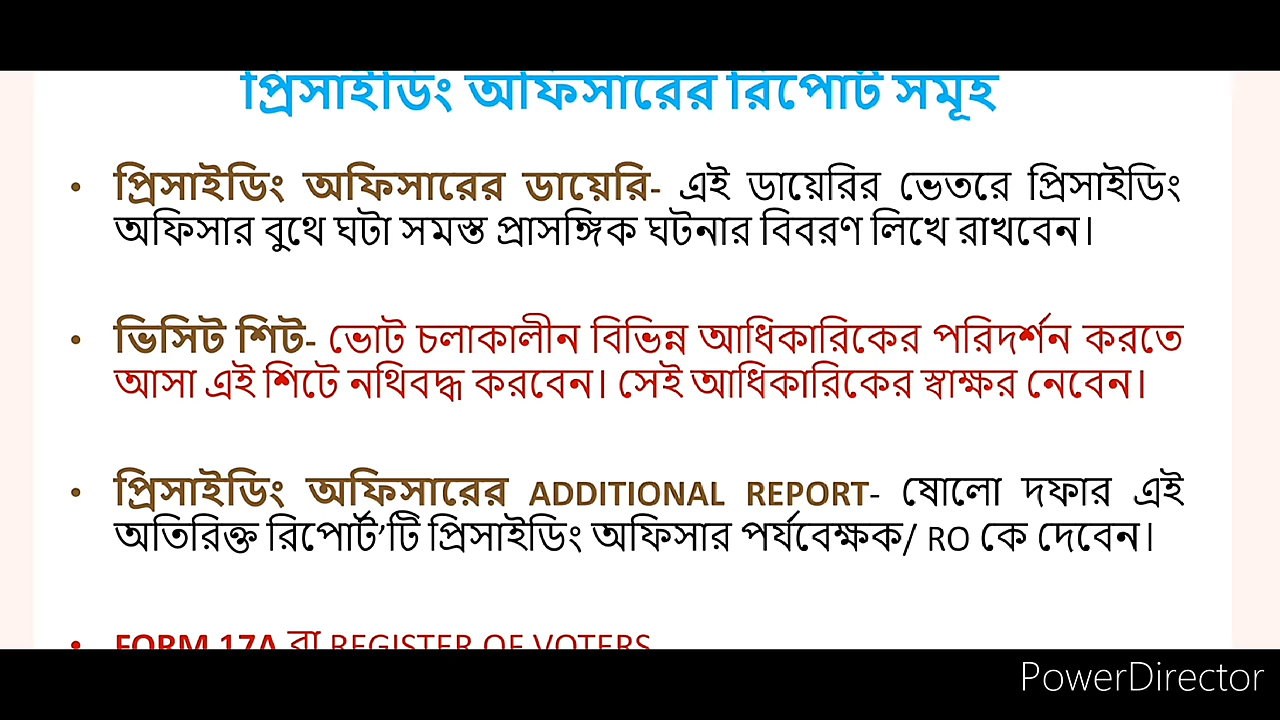 প্রিসাইডিং অফিসারের রিপোর্ট সমূহ
• প্রিসাইডিং অফিসারের ডায়েরি- এই ডায়েরির ভেতরে প্রিসাইডিং
অফিসার বুথে ঘটা সমস্ত প্রাসঙ্গিক ঘটনার বিবরণ লিখে রাখবেন।
• ভিসিট শিট- ভোট চলাকালীন বিভিন্ন আধিকারিকের পরিদর্শন করতে
আসা এই শিটে নথিবদ্ধ করবেন। সেই আধিকারিকের স্বাক্ষর নেবেন।
• প্রিসাইডিং অফিসারের ADDITIONAL REPORT- ষোলো দফার এই
অতিরিক্ত রিপোর্ট’টি প্রিসাইডিং অফিসার পর্যবেক্ষক/ RO কে দেবেন।
• FORM 17A বা REGISTER OF VOTERS
PowerDirector